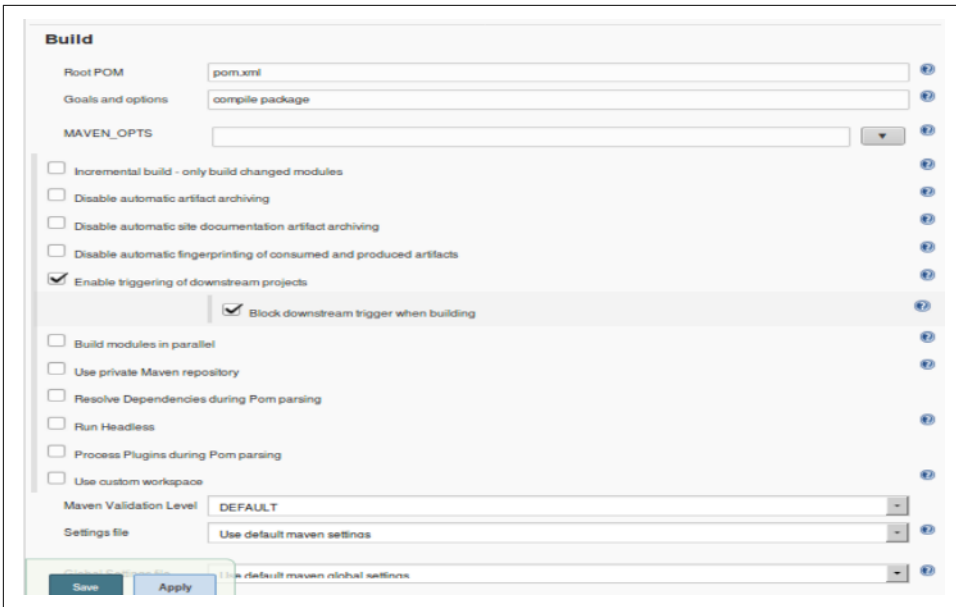 Build
Root POM pom.xml
Goals and options compile package
MAVEN_OPTS
Incremental build - only build changed modules
Disable automatic artifact archiving
Disable automatic site documentation artifact archiving
Disable automatic fingerprinting of consumed and produced artifacts
Enable triggering of downstream projects
Block downstream trigger when building
Build modules in parallel
Use private Maven repository
Resolve Dependencies during Pom parsing
Run Headless
Process Plugins during Pom parsing
Use custom workspace
Maven Validation Level DEFAULT
Settings file Use default maven settings
Global Settings file Use default maven global settings
Save Apply